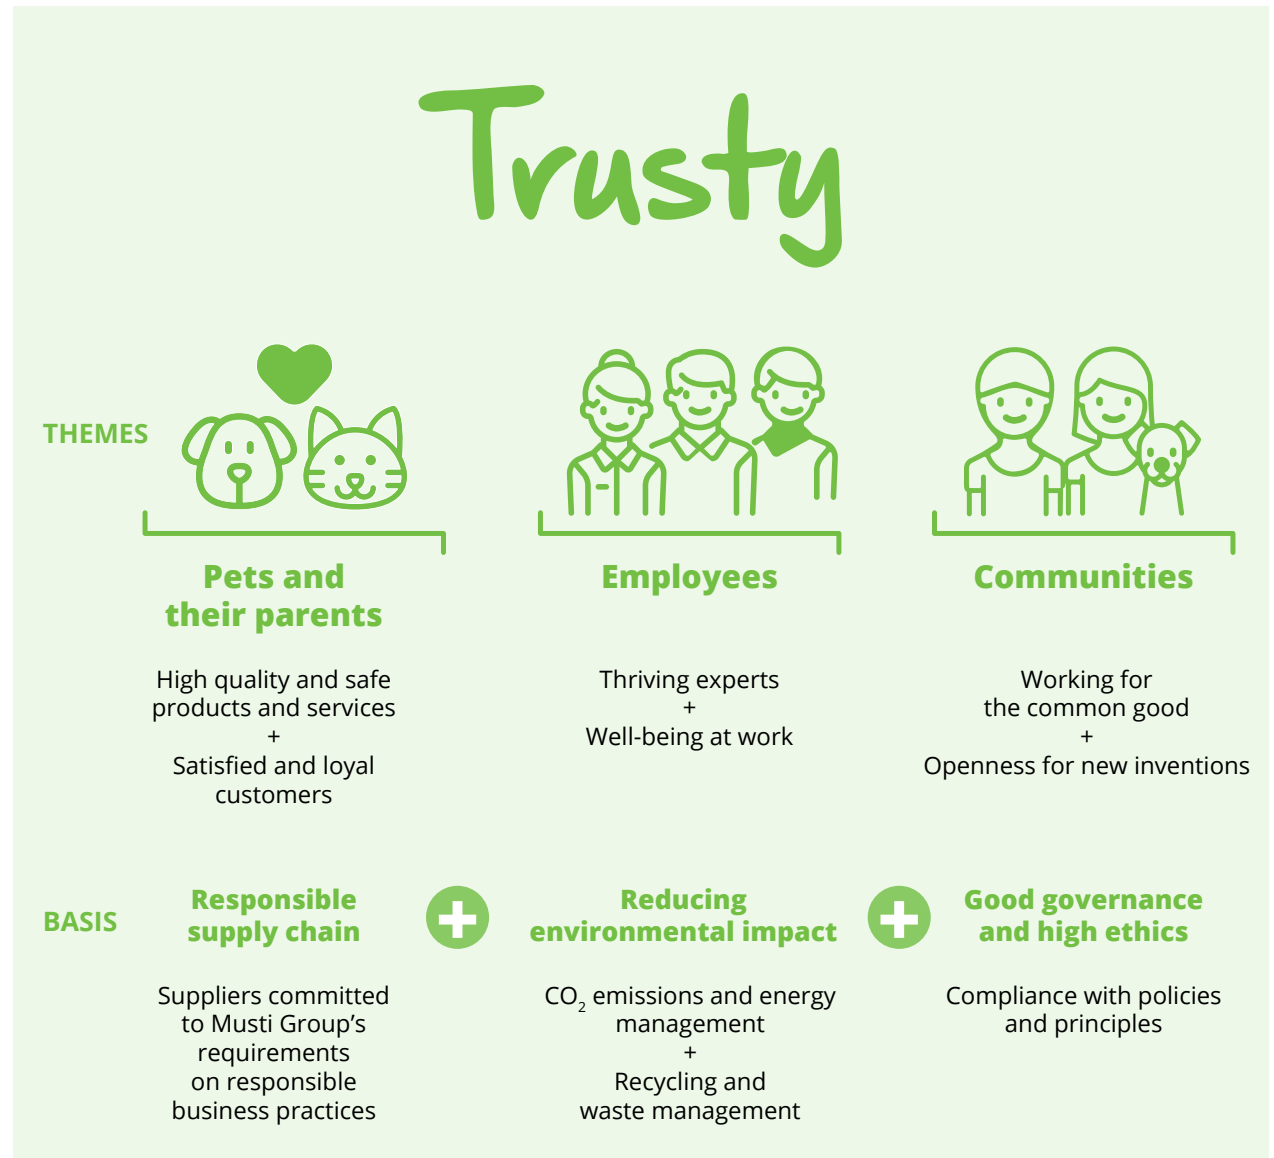 Trusty
THEMES
Pets and
their parents
High quality and safe
products and services
+
Satisfied and loyal
customers
Employees
Thriving experts
+
Well-being at work
Communities
Working for
the common good
+
Openness for new inventions
BASIS
Responsible
supply chain
Suppliers committed
to Musti Group’s
requirements
on responsible
business practices
+
Reducing
environmental impact
CO₂ emissions and energy
management
+
Recycling and
waste management
+
Good governance
and high ethics
Compliance with policies
and principles